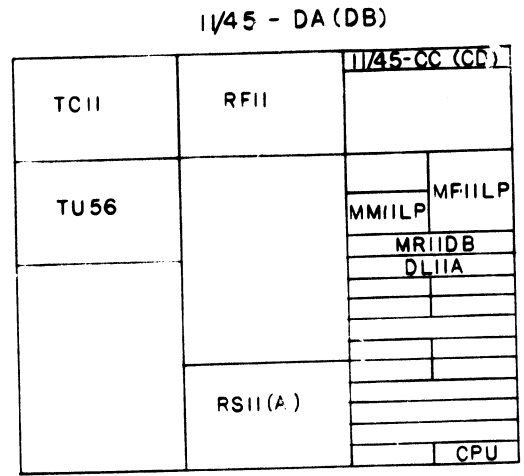 11/45 - DA (DB)
TC11
RF11
11/45-CC (CD)
TU56
MM11LP
MF11LP
MR11DB
DL11A
RS11(A)
CPU